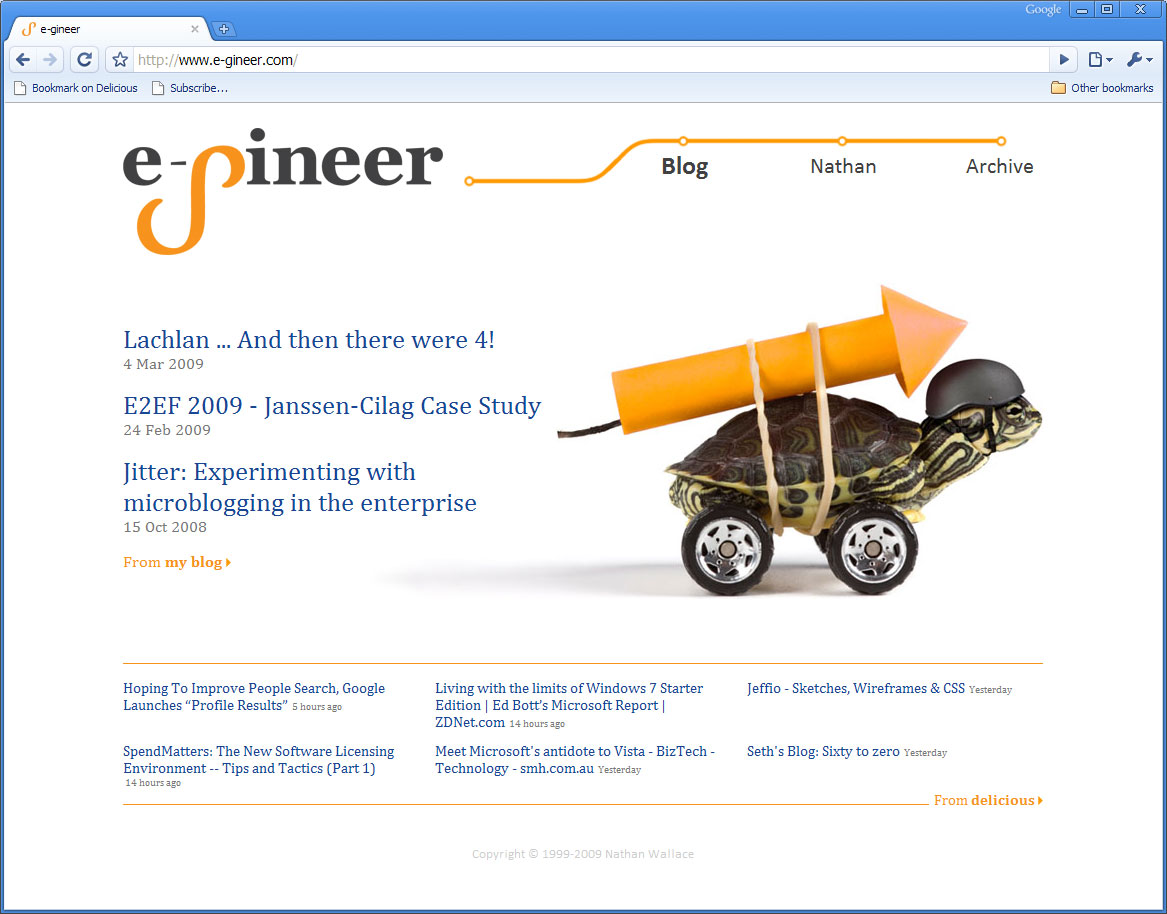 Google
e-gineer
http://www.e-gineer.com/
Bookmark on Delicious Subscribe... Other bookmarks
e-gineer
Blog Nathan Archive
Lachlan ... And then there were 4!
4 Mar 2009
E2EF 2009 - Janssen-Cilag Case Study
24 Feb 2009
Jitter: Experimenting with
microblogging in the enterprise
15 Oct 2008
From my blog
Hoping To Improve People Search, Google
Launches “Profile Results” 5 hours ago
Living with the limits of Windows 7 Starter
Edition | Ed Bott’s Microsoft Report |
ZDNet.com 14 hours ago
Jeffio - Sketches, Wireframes & CSS Yesterday
SpendMatters: The New Software Licensing
Environment -- Tips and Tactics (Part 1)
14 hours ago
Meet Microsoft's antidote to Vista - BizTech -
Technology - smh.com.au Yesterday
Seth's Blog: Sixty to zero Yesterday
From delicious
Copyright © 1999-2009 Nathan Wallace